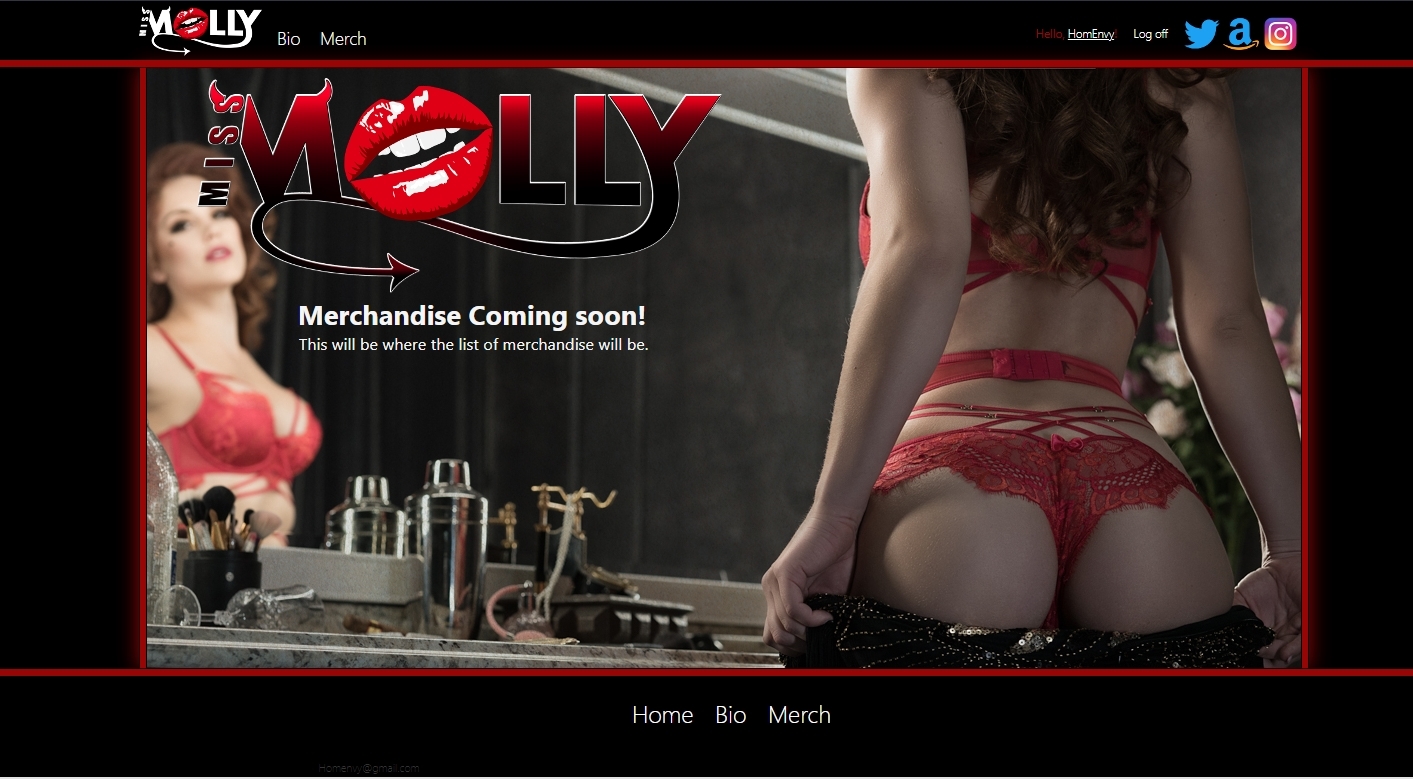 MISS MOLLY
Bio Merch
Hello, HomEnvy! Log off
MISS MOLLY
Merchandise Coming soon!
This will be where the list of merchandise will be.
Home Bio Merch
Homenvy@gmail.com